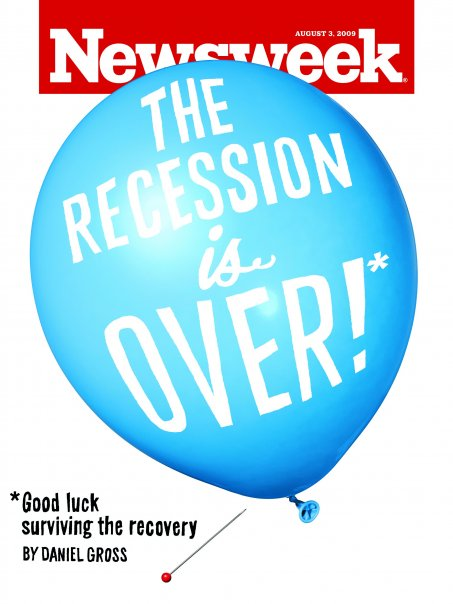 AUGUST 3, 2009
Newsweek®
THE
RECESSION
is
OVER!*
*Good luck
surviving the recovery
BY DANIEL GROSS